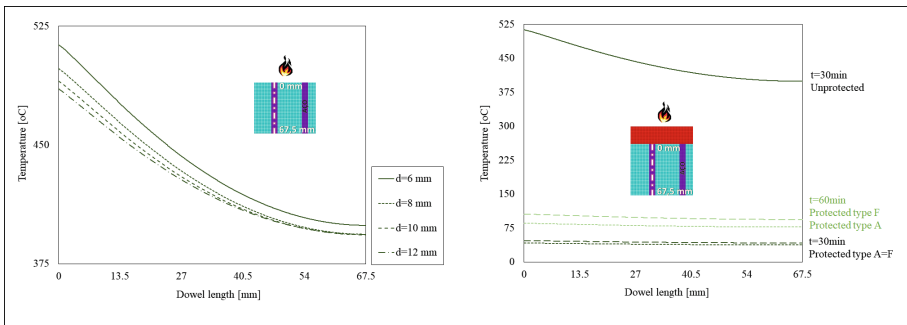 525
450
375
0
13.5
27
40.5
54
67.5
Temperature [oC]
Dowel length [mm]
0 mm
67.5 mm
d=6 mm
d=8 mm
d=10 mm
d=12 mm
525
450
375
300
225
150
75
0
0
13.5
27
40.5
54
67.5
Temperature [oC]
Dowel length [mm]
0 mm
67.5 mm
t=30min
Unprotected
t=60min
Protected type F
Protected type A
t=30min
Protected type A=F